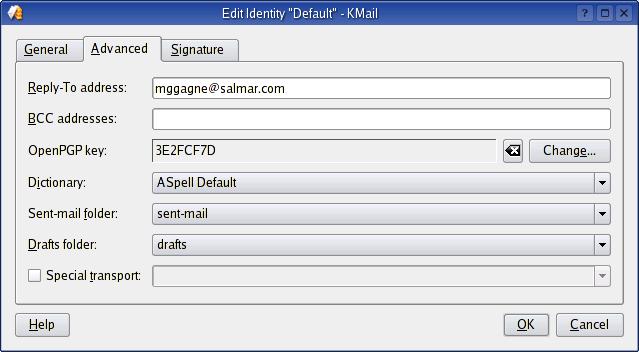 Edit Identity "Default" - KMail
General Advanced Signature
Reply-To address: mggagne@salmar.com
BCC addresses:
OpenPGP key: 3E2FCF7D Change...
Dictionary: ASpell Default
Sent-mail folder: sent-mail
Drafts folder: drafts
Special transport:
Help OK Cancel